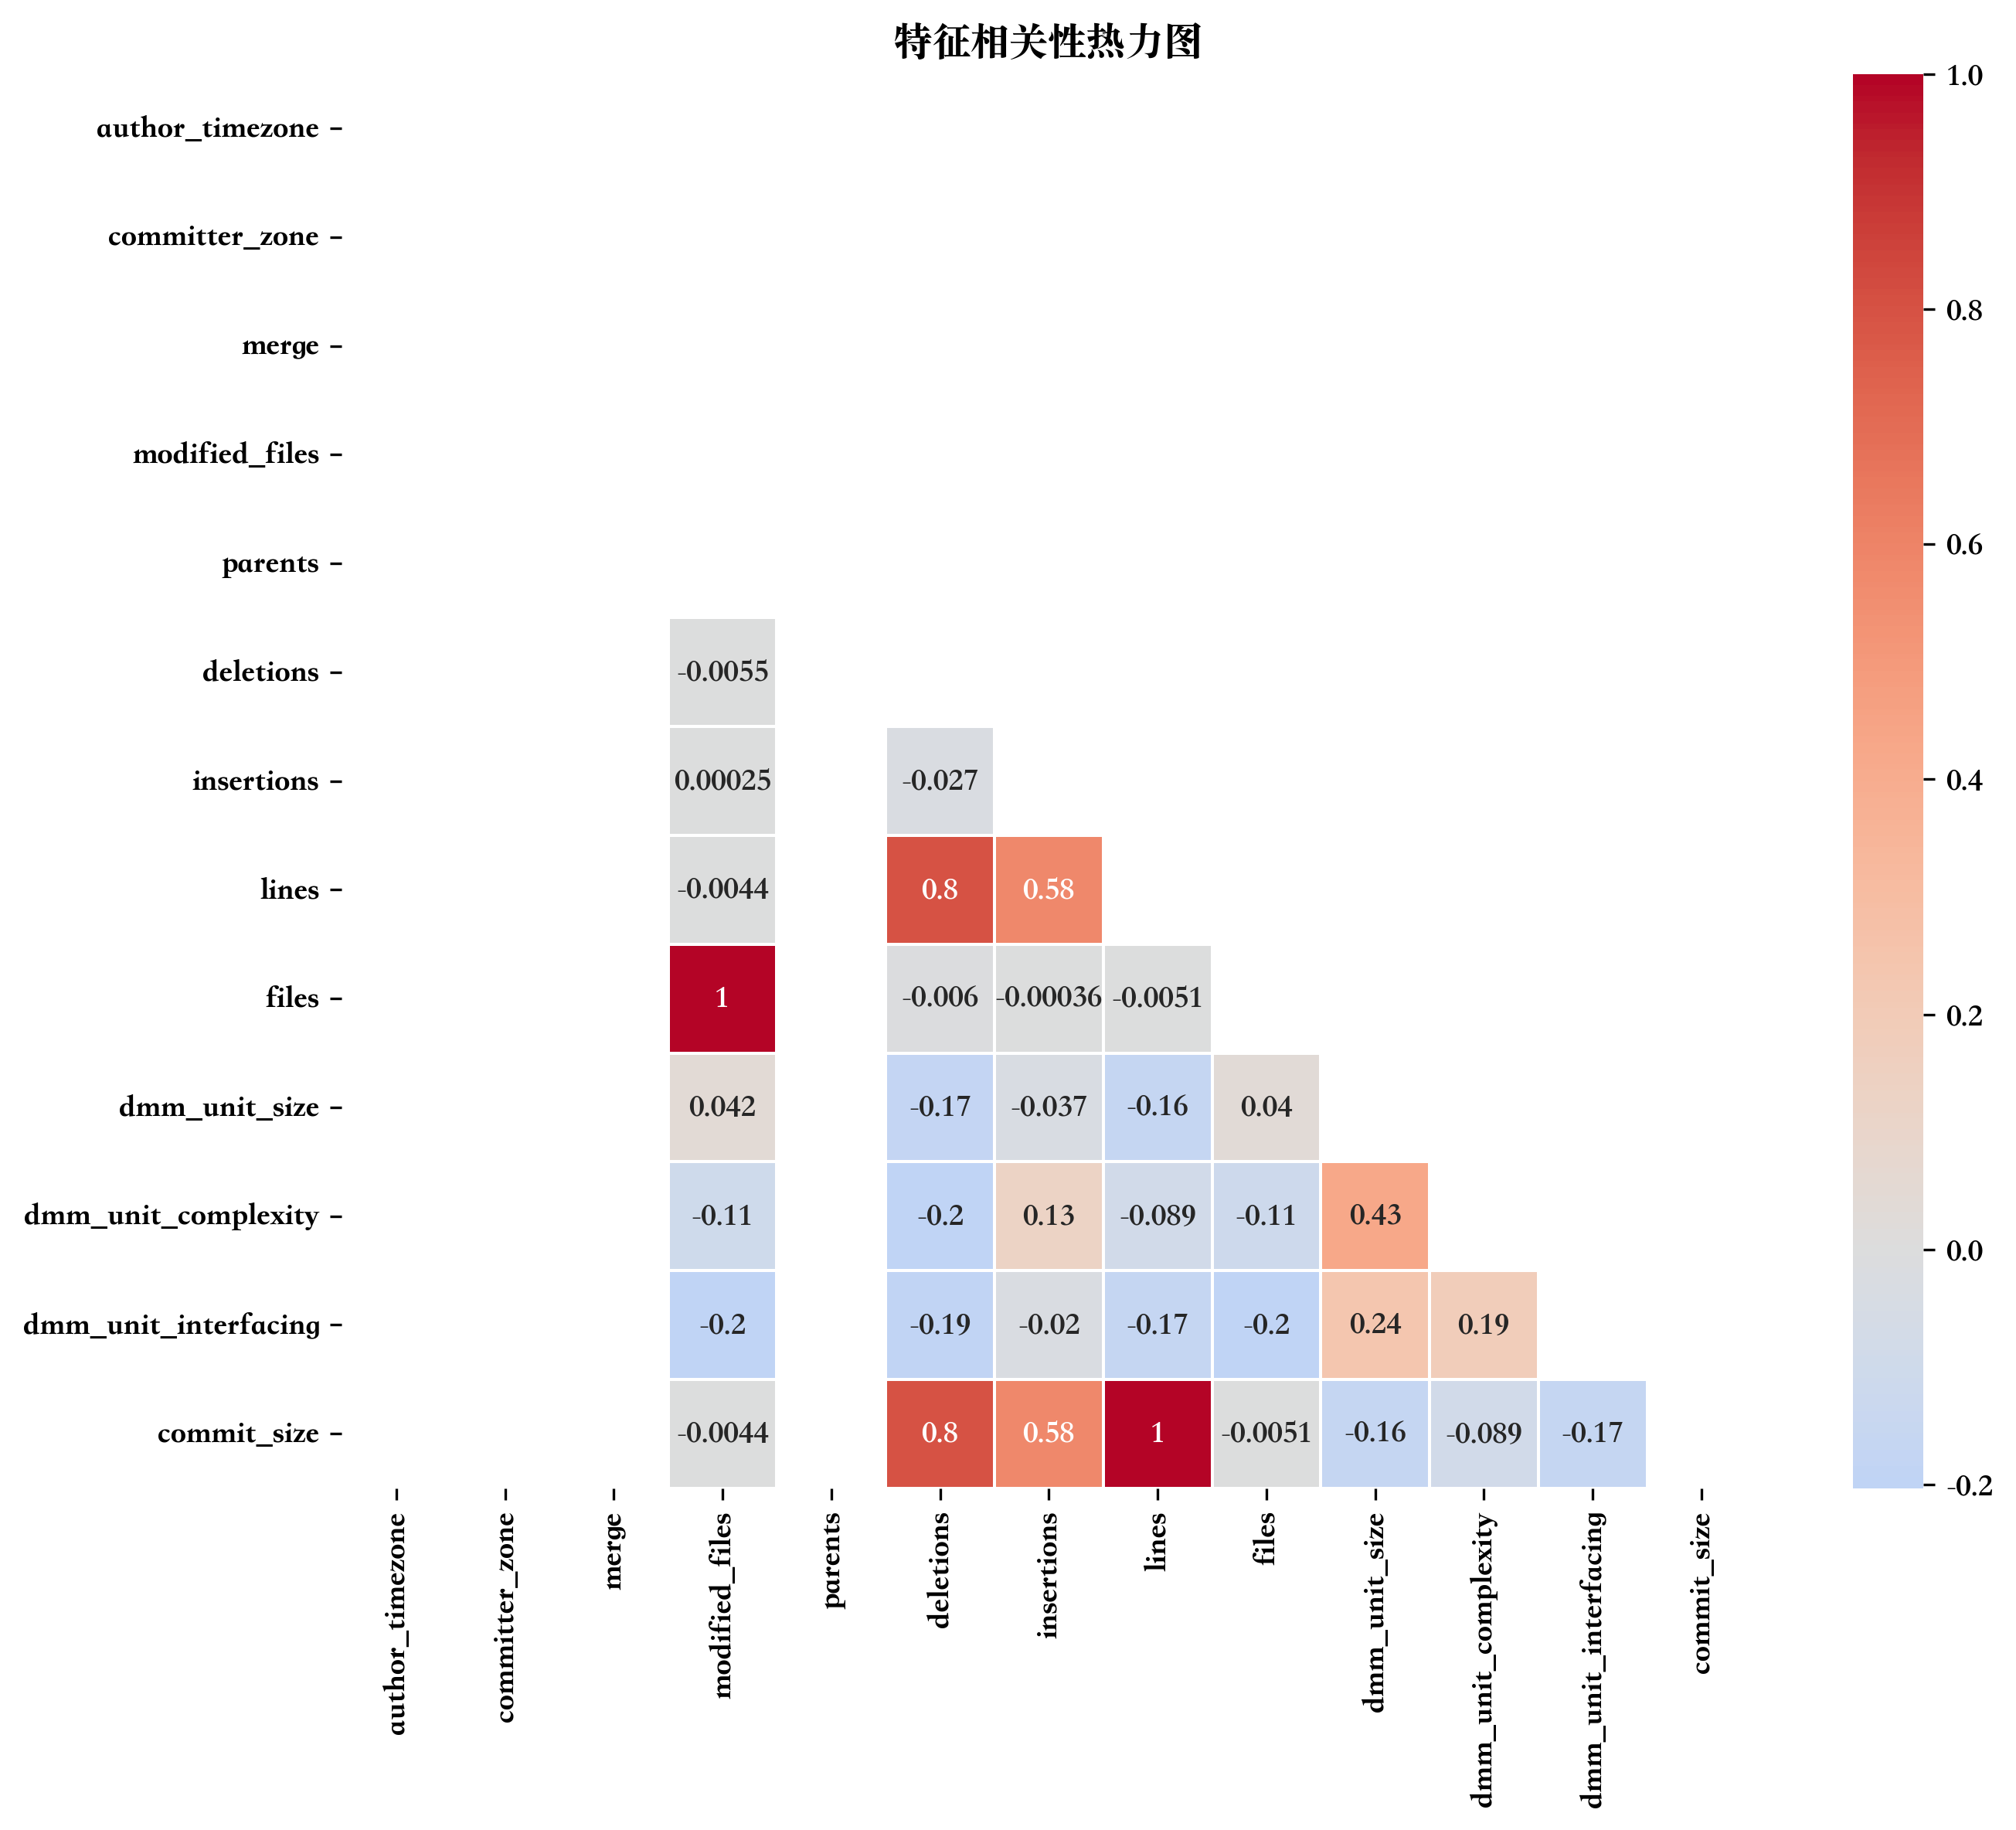 特征相关性热力图
author_timezone
committer_zone
merge
modified_files
parents
deletions -0.0055
insertions 0.00025 -0.027
lines -0.0044 0.8 0.58
files 1 -0.006 -0.00036 -0.0051
dmm_unit_size 0.042 -0.17 -0.037 -0.16 0.04
dmm_unit_complexity -0.11 -0.2 0.13 -0.089 -0.11 0.43
dmm_unit_interfacing -0.2 -0.19 -0.02 -0.17 -0.2 0.24 0.19
commit_size -0.0044 0.8 0.58 1 -0.0051 -0.16 -0.089 -0.17
author_timezone
committer_zone
merge
modified_files
parents
deletions
insertions
lines
files
dmm_unit_size
dmm_unit_complexity
dmm_unit_interfacing
commit_size
1.0
0.8
0.6
0.4
0.2
0.0
-0.2